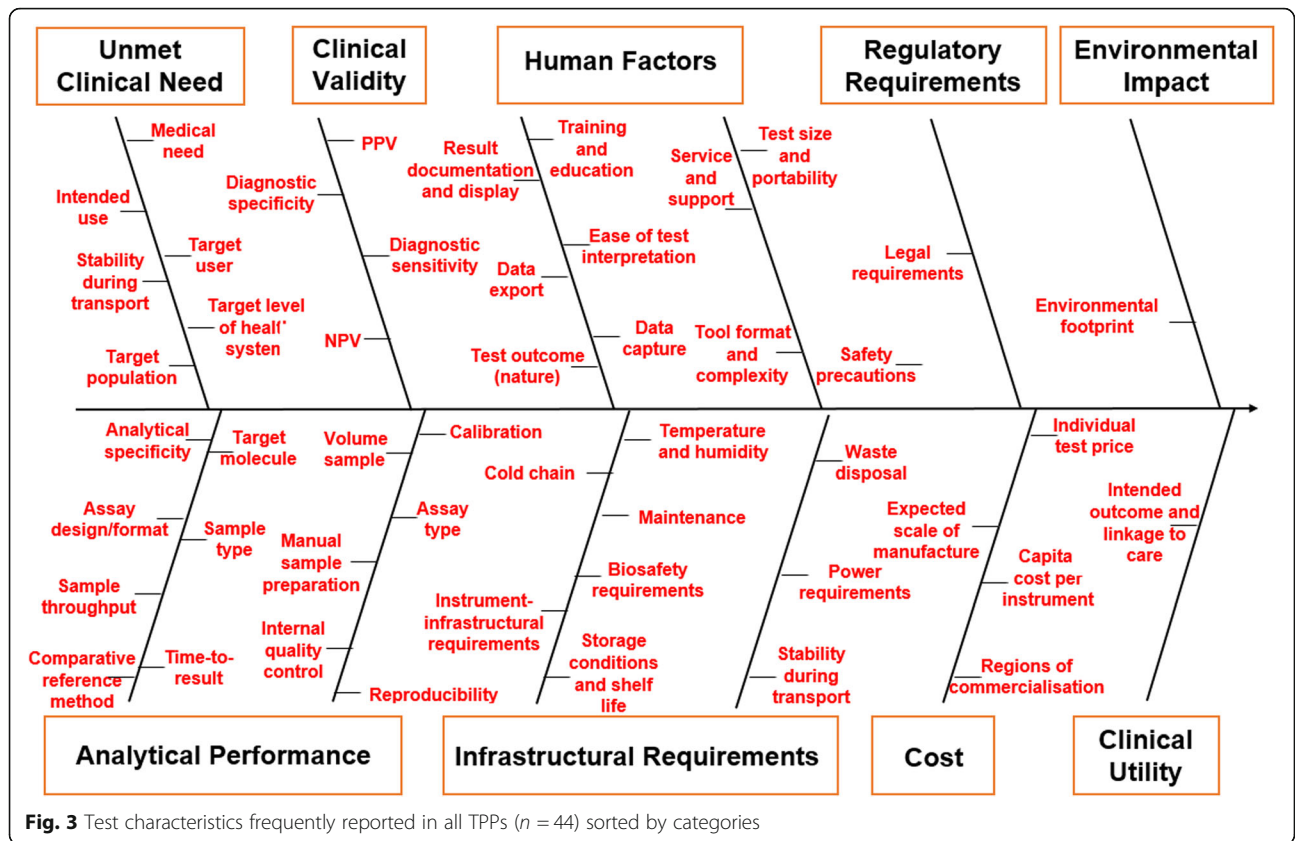 Unmet
Clinical Need
Clinical
Validity
Human Factors
Regulatory
Requirements
Environmental
Impact
Medical
need
Intended
use
Target
user
Stability
during
transport
Target level
of healt
system
Target
population
PPV
Diagnostic
specificity
Diagnostic
sensitivity
NPV
Training
and
education
Result
documentation
and display
Ease of test
interpretation
Data
export
Data
capture
Test outcome
(nature)
Test size
and
portability
Service
and
support
Tool format
and
complexity
Legal
requirements
Safety
precautions
Environmental
footprint
Analytical
specificity
Target
molecule
Assay
design/format
Sample
type
Sample
throughput
Comparative
reference
method
Time-to-
result
Calibration
Volume
sample
Assay
type
Manual
sample
preparation
Internal
quality
control
Reproducibility
Temperature
and humidity
Cold chain
Maintenance
Biosafety
requirements
Instrument-
infrastructural
requirements
Storage
conditions
and shelf
life
Waste
disposal
Power
requirements
Stability
during
transport
Individual
test price
Expected
scale of
manufacture
Capita
cost per
instrument
Regions of
commercialisation
Intended
outcome and
linkage to
care
Analytical Performance
Infrastructural Requirements
Cost
Clinical
Utility
Fig. 3 Test characteristics frequently reported in all TPPs (n = 44) sorted by categories